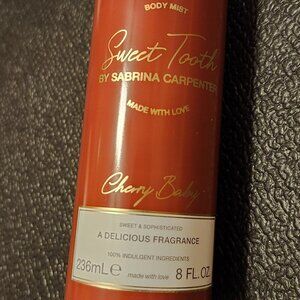 BODY MIST
Sweet Tooth
BY SABRINA CARPENTER
MADE WITH LOVE
Cherry Baby
SWEET & SOPHISTICATED
A DELICIOUS FRAGRANCE
100% INDULGENT INGREDIENTS
236mL℮ made with love 8 FL.OZ.